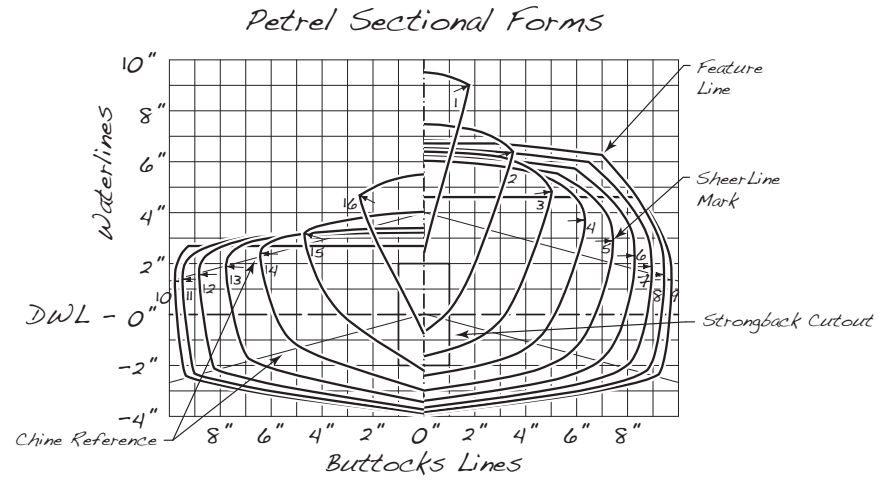 Petrel Sectional Forms
10"
8"
6"
4"
2"
DWL - 0"
-2"
-4"
Waterlines
Feature
Line
SheerLine
Mark
Strongback Cutout
Chine Reference
1
2
3
4
5
6
7
8
9
10
11
12
13
14
15
16
8" 6" 4" 2" 0" 2" 4" 6" 8"
Buttocks Lines